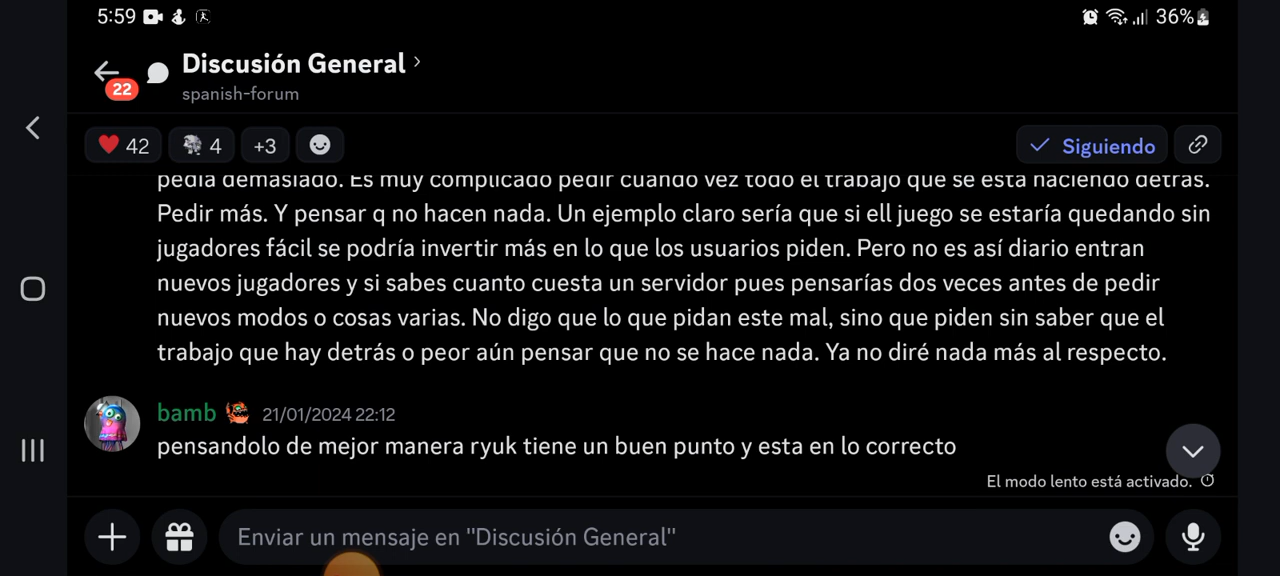 5:59
36%
22
Discusión General
spanish-forum
42 4 +3
Siguiendo
pedía demasiado. Es muy complicado pedir cuando vez todo el trabajo que se está haciendo detrás.
Pedir más. Y pensar q no hacen nada. Un ejemplo claro sería que si ell juego se estaría quedando sin
jugadores fácil se podría invertir más en lo que los usuarios piden. Pero no es así diario entran
nuevos jugadores y si sabes cuanto cuesta un servidor pues pensarías dos veces antes de pedir
nuevos modos o cosas varias. No digo que lo que pidan este mal, sino que piden sin saber que el
trabajo que hay detrás o peor aún pensar que no se hace nada. Ya no diré nada más al respecto.
bamb 21/01/2024 22:12
pensandolo de mejor manera ryuk tiene un buen punto y esta en lo correcto
El modo lento está activado.
Enviar un mensaje en "Discusión General"